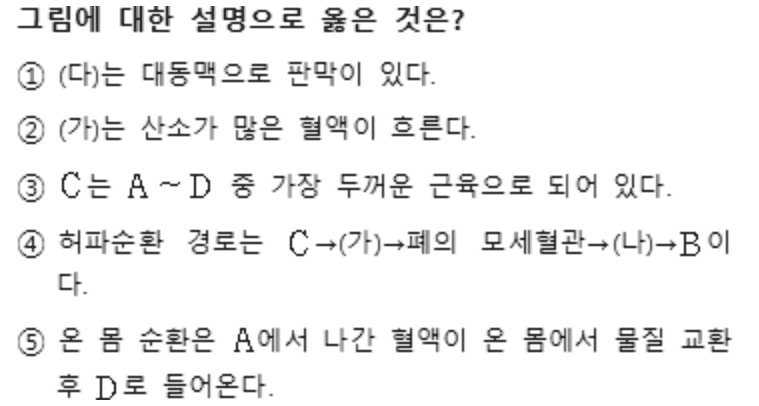 그림에 대한 설명으로 옳은 것은?
① (다)는 대동맥으로 판막이 있다.
② (가)는 산소가 많은 혈액이 흐른다.
③ C는 A ~ D 중 가장 두꺼운 근육으로 되어 있다.
④ 허파순환 경로는 C→(가)→폐의 모세혈관→(나)→B이
다.
⑤ 온 몸 순환은 A에서 나간 혈액이 온 몸에서 물질 교환
후 D로 들어온다.